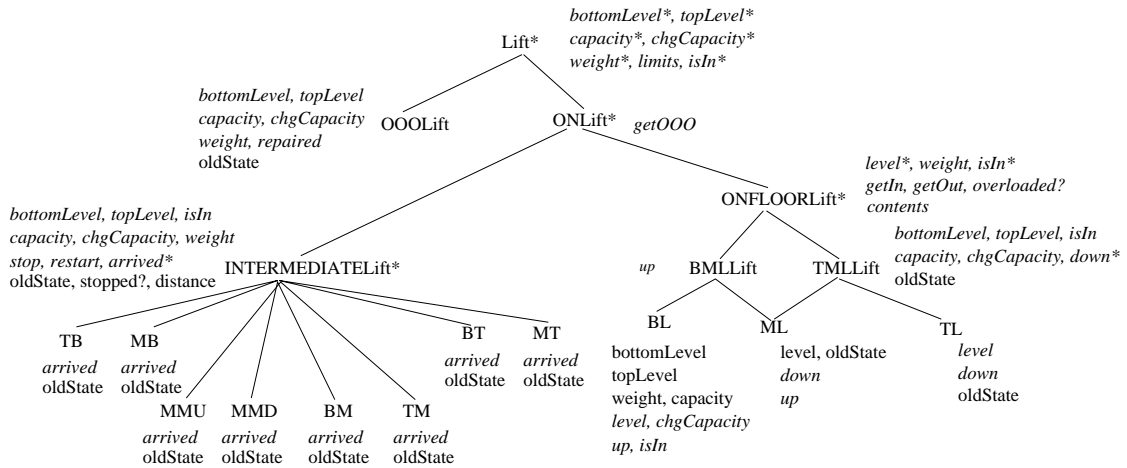 Lift*
bottomLevel*, topLevel*
capacity*, chgCapacity*
weight*, limits, isIn*
bottomLevel, topLevel
capacity, chgCapacity
weight, repaired
oldState
OOOLift
ONLift*
getOOO
level*, weight, isIn*
getIn, getOut, overloaded?
contents
ONFLOORLift*
bottomLevel, topLevel, isIn
capacity, chgCapacity, weight
stop, restart, arrived*
oldState, stopped?, distance
INTERMEDIATELift*
up
BMLLift
TMLLift
bottomLevel, topLevel, isIn
capacity, chgCapacity, down*
oldState
TB
arrived
oldState
MB
arrived
oldState
BT
arrived
oldState
MT
arrived
oldState
MMU
arrived
oldState
MMD
arrived
oldState
BM
arrived
oldState
TM
arrived
oldState
BL
bottomLevel
topLevel
weight, capacity
level, chgCapacity
up, isIn
ML
level, oldState
down
up
TL
level
down
oldState